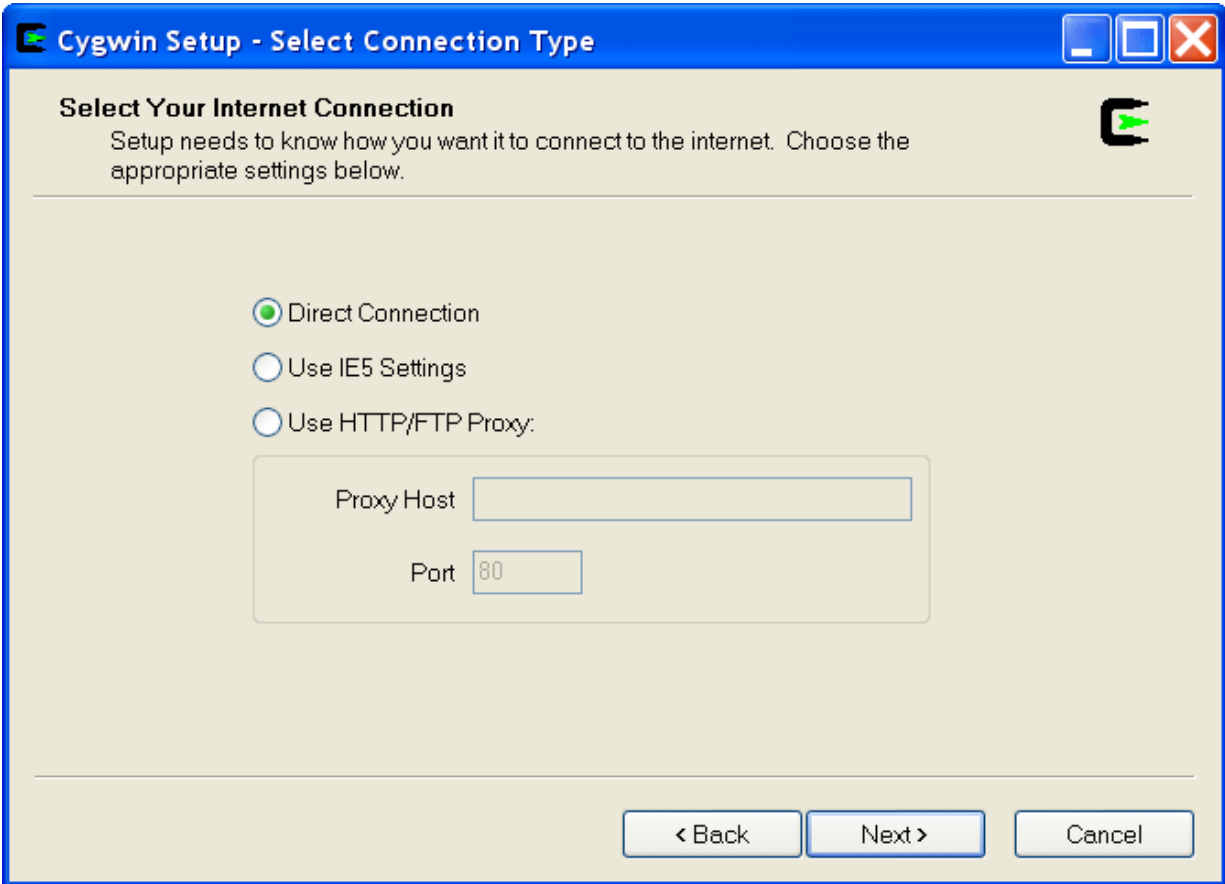 Cygwin Setup - Select Connection Type
Select Your Internet Connection
Setup needs to know how you want it to connect to the internet.  Choose the
appropriate settings below.
Direct Connection
Use IE5 Settings
Use HTTP/FTP Proxy:
Proxy Host
Port 80
< Back Next > Cancel